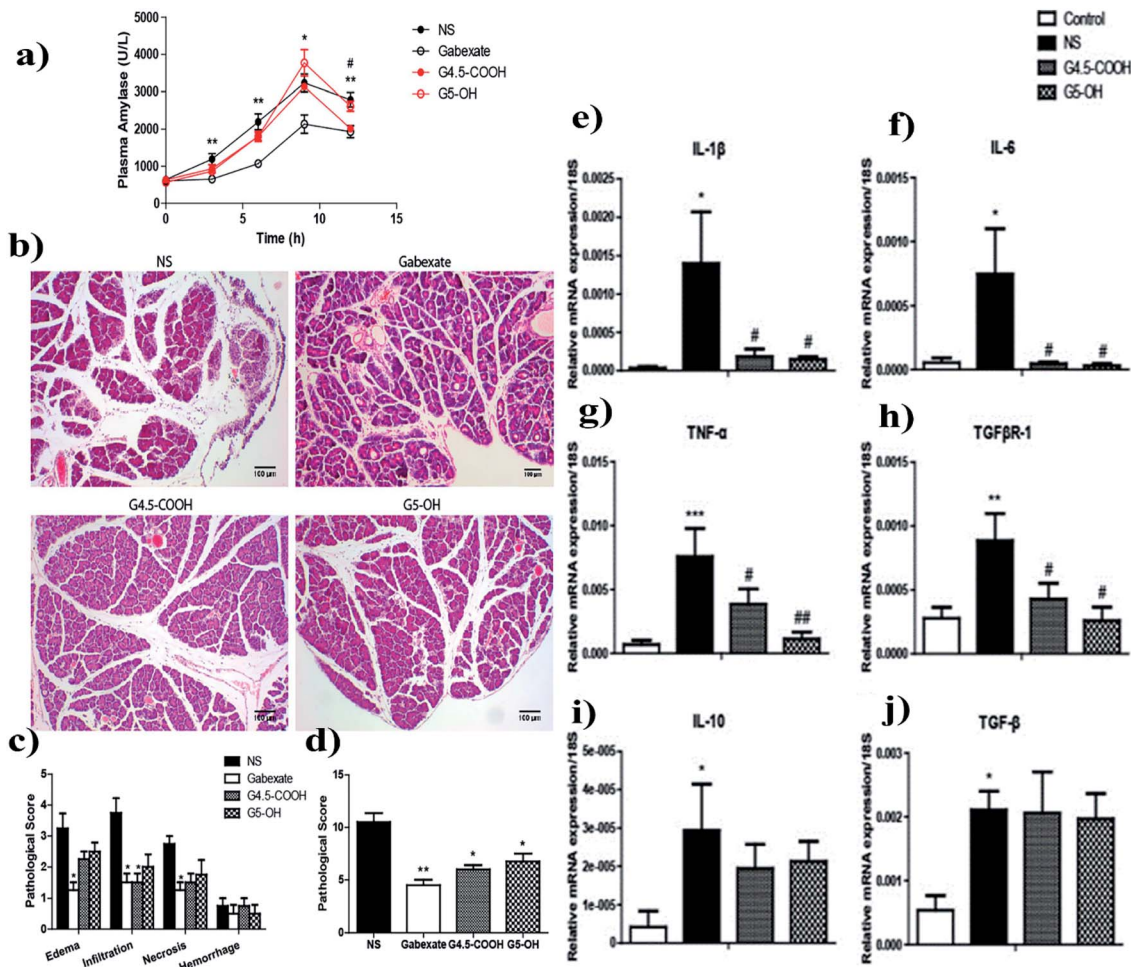 a)
Plasma Amylase (U/L)
5000
4000
3000
2000
1000
0
0 5 10 15
Time (h)
** ** * # **
NS
Gabexate
G4.5-COOH
G5-OH
b)
NS Gabexate
100 μm 100 μm
G4.5-COOH G5-OH
100 μm 100 μm
c)
Pathological Score
5
4
3
2
1
0
* * * *
Edema Infiltration Necrosis Hemorrhage
NS
Gabexate
G4.5-COOH
G5-OH
d)
Pathological Score
15
10
5
0
** * *
NS Gabexate G4.5-COOH G5-OH
Control
NS
G4.5-COOH
G5-OH
e)
IL-1β
Relative mRNA expression/18S
0.0025
0.0020
0.0015
0.0010
0.0005
0.0000
* # #
f)
IL-6
Relative mRNA expression/18S
0.0015
0.0010
0.0005
0.0000
* # #
g)
TNF-α
Relative mRNA expression/18S
0.015
0.010
0.005
0.000
*** # ##
h)
TGFβR-1
Relative mRNA expression/18S
0.0015
0.0010
0.0005
0.0000
** # #
i)
IL-10
Relative mRNA expression/18S
5e-005
4e-005
3e-005
2e-005
1e-005
0
*
j)
TGF-β
Relative mRNA expression/18S
0.003
0.002
0.001
0.000
*